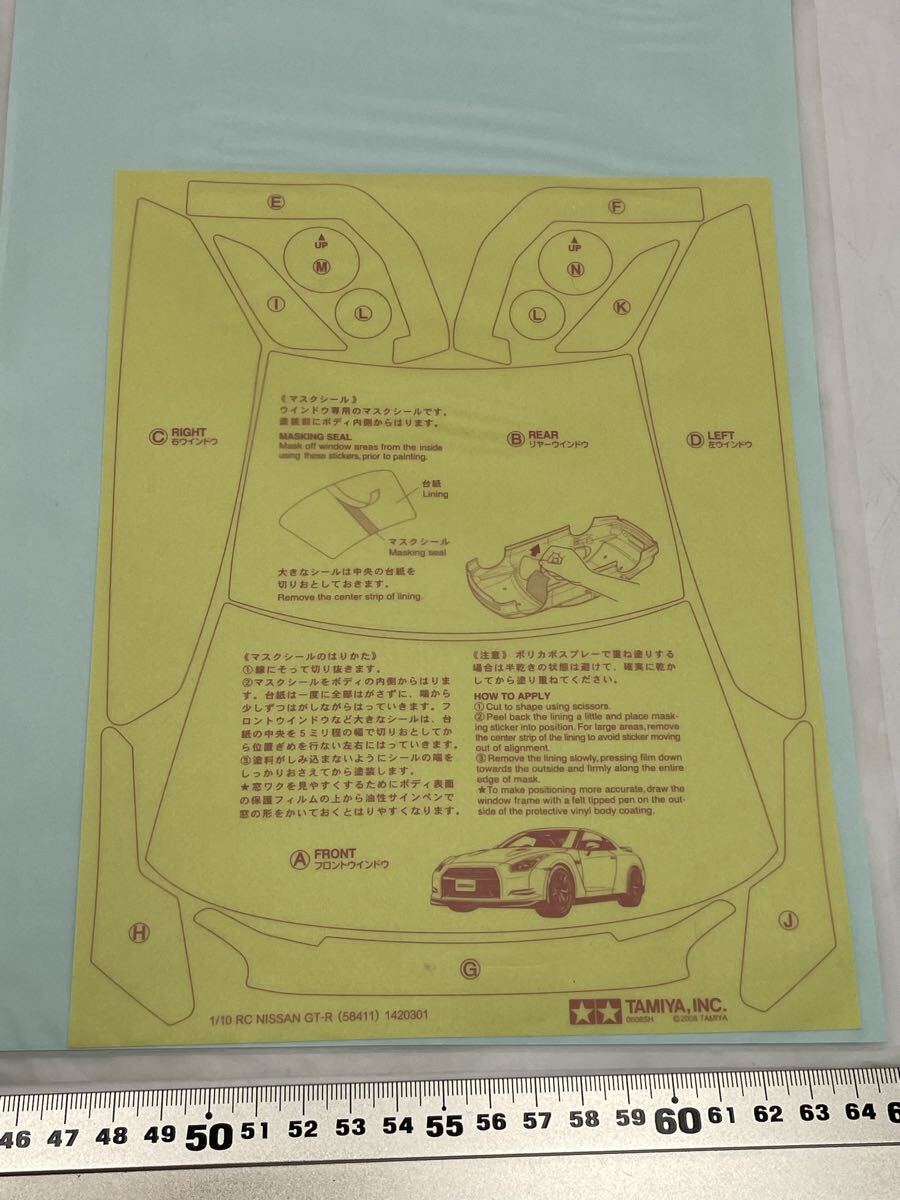 E
F
UP
M
UP
N
I
L
L
K
《マスクシール》
ウインドウ専用のマスクシールです。
塗装前にボディ内側からはります。
MASKING SEAL
Mask off window areas from the inside
using these stickers, prior to painting.
C RIGHT
右ウインドウ
B REAR
リヤーウインドウ
D LEFT
左ウインドウ
台紙
Lining
マスクシール
Masking seal
大きなシールは中央の台紙を
切りおとしておきます。
Remove the center strip of lining.
《マスクシールのはりかた》
①線にそって切り抜きます。
②マスクシールをボディの内側からはりま
す。台紙は一度に全部はがさずに、端から
少しずつはがしながらはっていきます。フ
ロントウインドウなど大きなシールは、台
紙の中央を5ミリ程の幅で切りおとしてか
ら位置ぎめを行ない左右にはっていきます。
③塗料がしみ込まないようにシールの端を
しっかりおさえてから塗装します。
★窓ワクを見やすくするためにボディ表面
の保護フィルムの上から油性サインペンで
窓の形をかいておくとはりやすくなります。
《注意》ポリカボスプレーで重ね塗りする
場合は半乾きの状態は避けて、確実に乾か
してから塗り重ねてください。
HOW TO APPLY
①Cut to shape using scissors.
②Peel back the lining a little and place mask-
ing sticker into position. For large areas, remove
the center strip of the lining to avoid sticker moving
out of alignment.
③Remove the lining slowly, pressing film down
towards the outside and firmly along the entire
edge of mask.
★To make positioning more accurate, draw the
window frame with a felt tipped pen on the out-
side of the protective vinyl body coating.
A FRONT
フロントウインドウ
H
J
G
1/10 RC NISSAN GT-R (58411) 1420301
TAMIYA, INC.
0608SH ©2008 TAMIYA
46 47 48 49 50 51 52 53 54 55 56 57 58 59 60 61 62 63 64